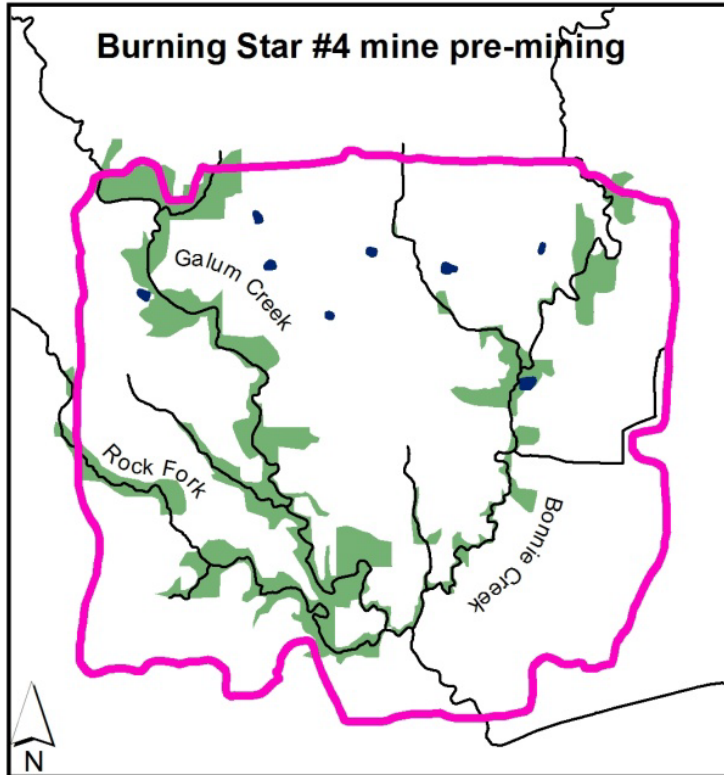 Burning Star #4 mine pre-mining
Galum Creek
Rock Fork
Bonnie Creek
N